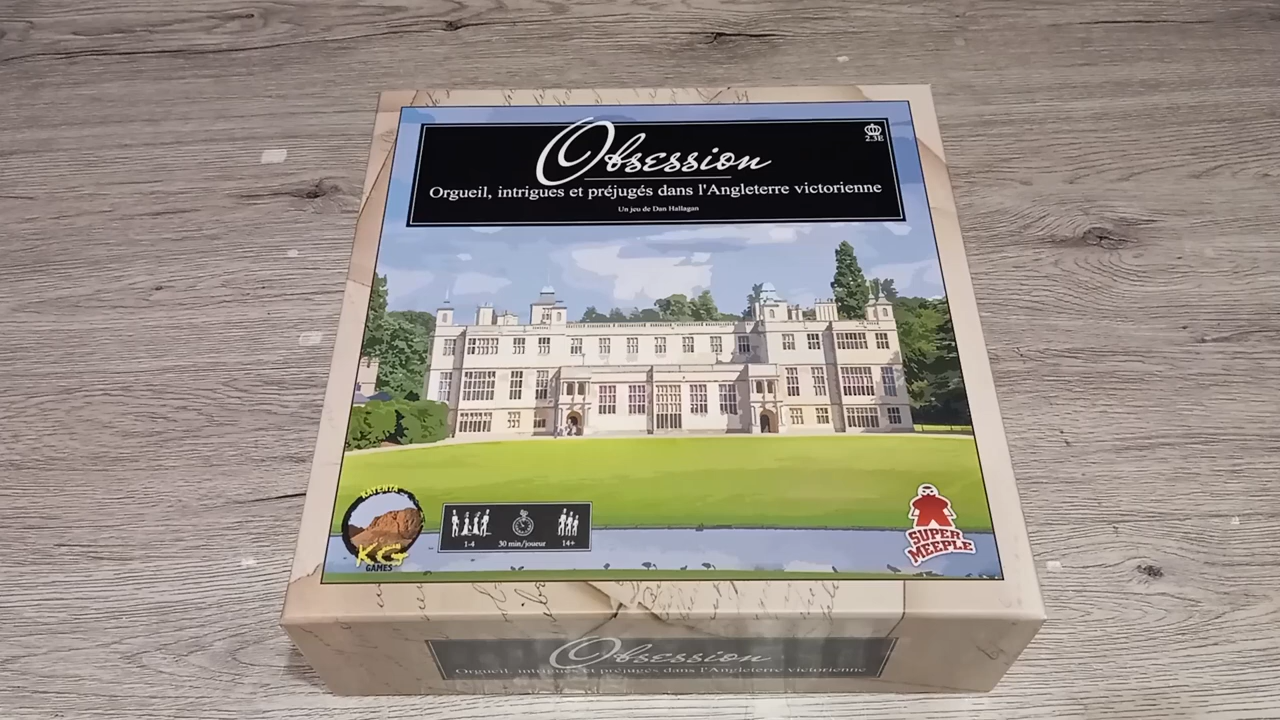 Obsession
2.3E
Orgueil, intrigues et préjugés dans l'Angleterre victorienne
Un jeu de Dan Hallagan
KAYENTA
KG
GAMES
1-4
30 min/joueur
14+
SUPER
MEEPLE
Obsession
Orgueil, intrigues et préjugés dans l'Angleterre victorienne